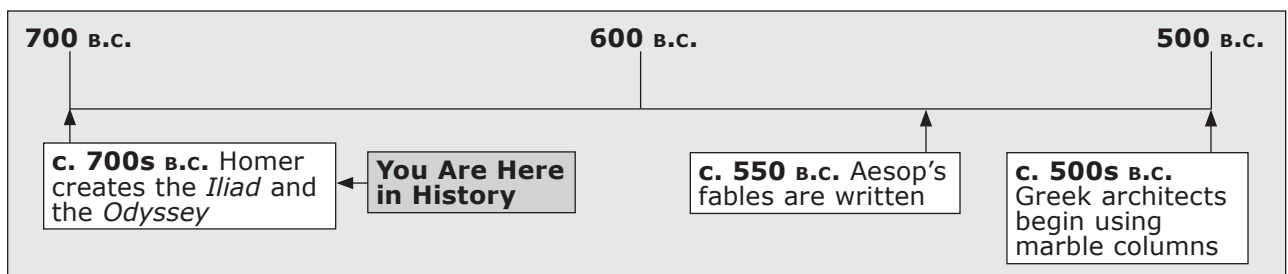 700 B.C.
600 B.C.
500 B.C.
c. 700s B.C. Homer
creates the Iliad and
the Odyssey
You Are Here
in History
c. 550 B.C. Aesop’s
fables are written
c. 500s B.C.
Greek architects
begin using
marble columns